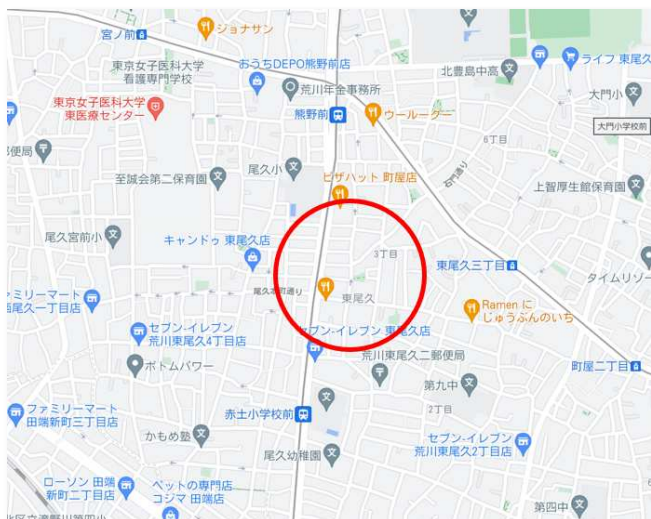 宮ノ前
ジョナサン
東京女子医科大学
看護専門学校
おうちDEPO熊野前店
荒川年金事務所
北豊島中高
ライフ 東尾久
大門小
大門小学校前
東京女子医科大学
東医療センター
熊野前
ウールーグー
6丁目
便局
至誠会第二保育園
尾久小
ピザハット 町屋店
上智厚生館保育園
尾久宮前小
キャンドゥ 東尾久店
3丁目
東尾久三丁目
タイムリゾー
ァミリーマート
西尾久一丁目店
尾久本町通り
東尾久
Ramen に
じゅうぶんのいち
セブン-イレブン
荒川東尾久4丁目店
セブン-イレブン 東尾久店
荒川東尾久二郵便局
ボトムパワー
町屋二丁目
第九中
2丁目
ファミリーマート
田端新町三丁目店
赤土小学校前
かもめ塾
尾久幼稚園
セブン-イレブン
荒川東尾久2丁目店
ローソン 田端
新町二丁目店
ペットの専門店
コジマ 田端店
第四中